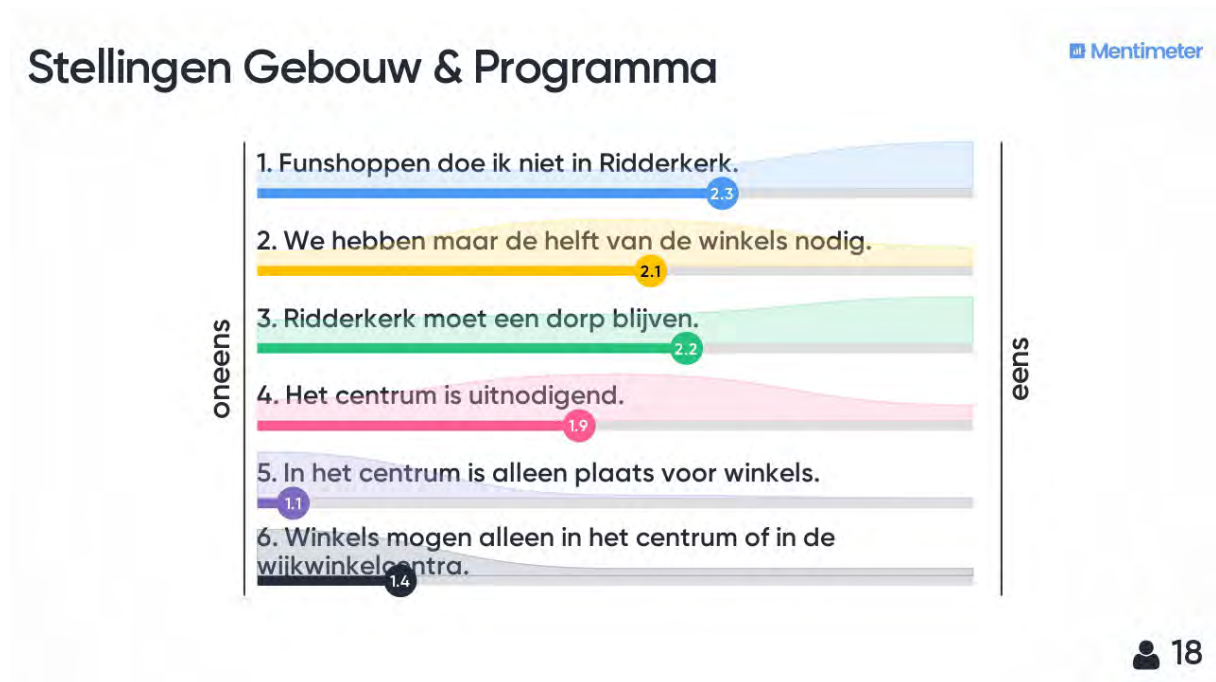 Stellingen Gebouw & Programma
Mentimeter
1. Funshoppen doe ik niet in Ridderkerk.
2.3
2. We hebben maar de helft van de winkels nodig.
2.1
3. Ridderkerk moet een dorp blijven.
2.2
oneens
eens
4. Het centrum is uitnodigend.
1.9
5. In het centrum is alleen plaats voor winkels.
1.1
6. Winkels mogen alleen in het centrum of in de
wijkwinkelcentra.
1.4
18